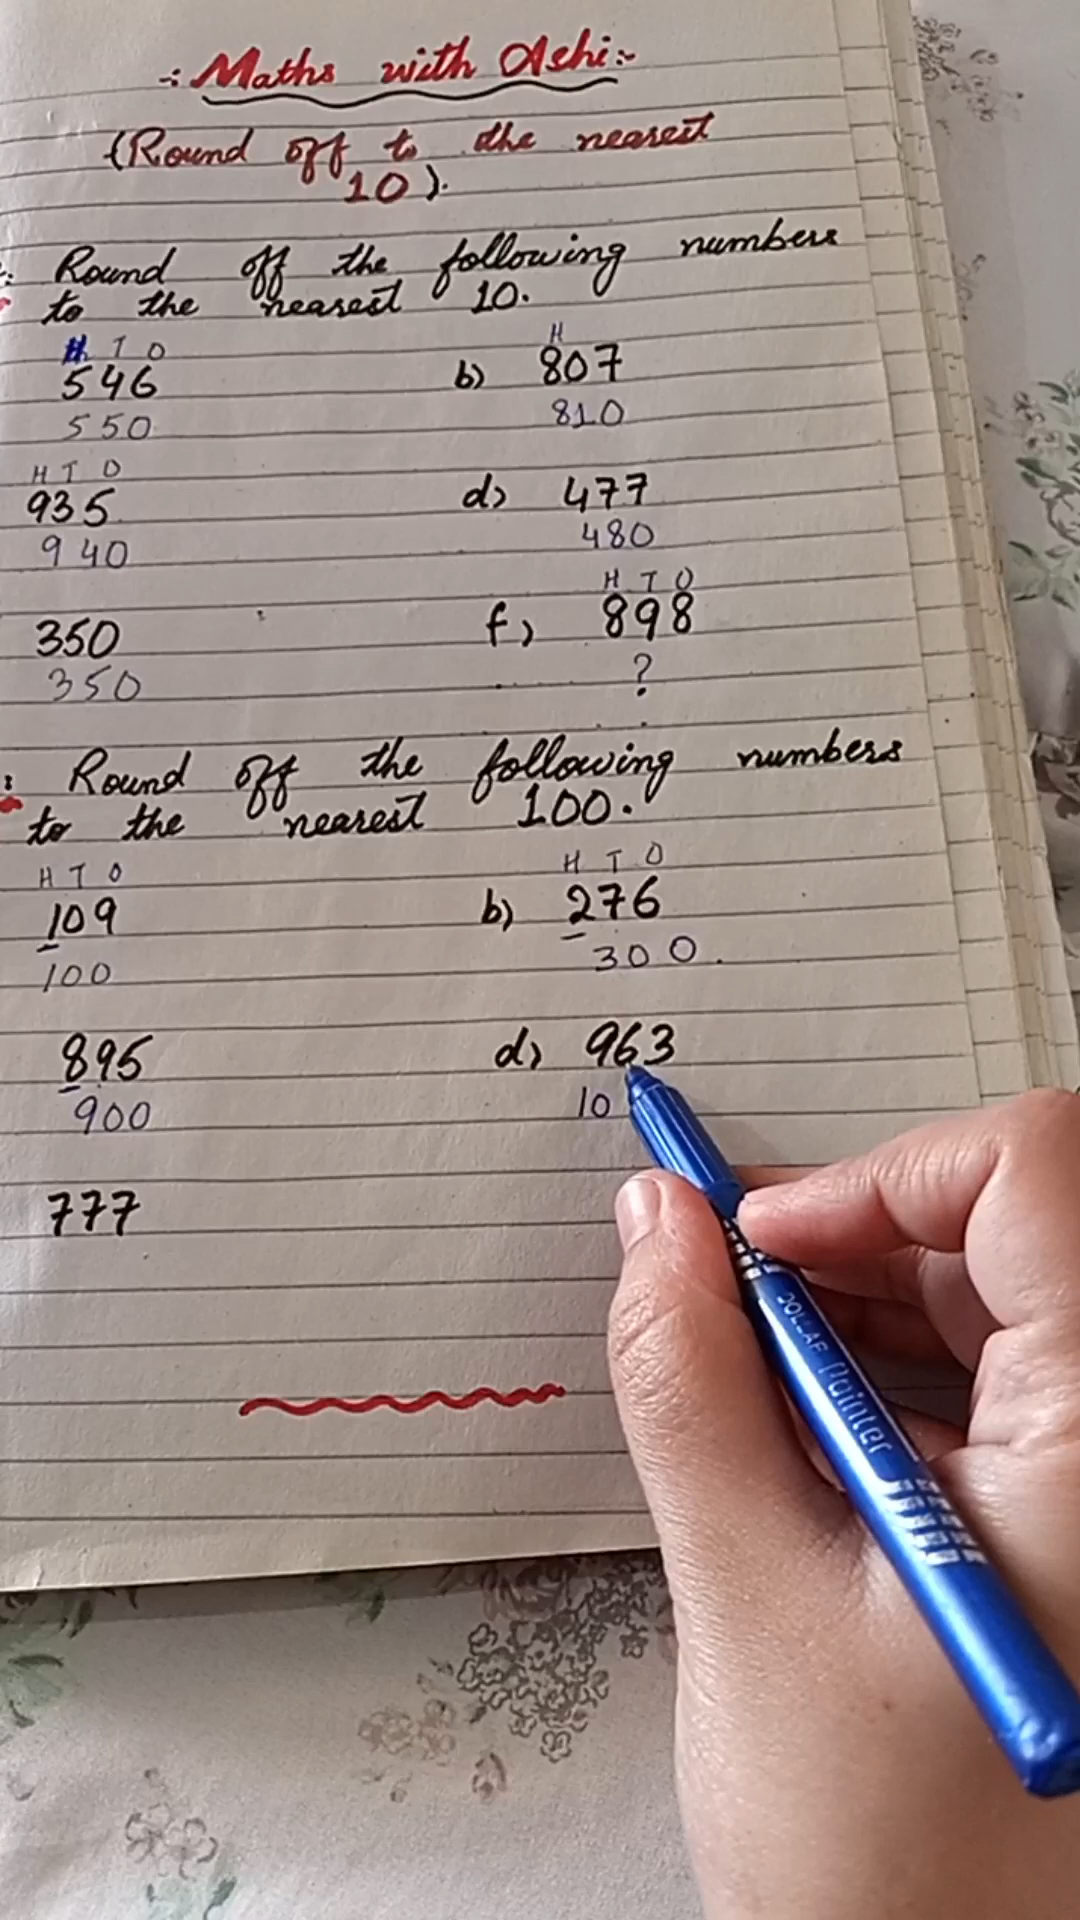 -: Maths with Ashi:-
(Round off to the nearest
10).
: Round off the following numbers
to the nearest 10.
H T O
H
546
b) 807
550
810
H T O
935
d) 477
940
480
H T O
350
f) 898
350
?
: Round off the following numbers
to the nearest 100.
H T O
H T O
109
b) 276
100
300.
895
d) 963
900
10
777
Pointer